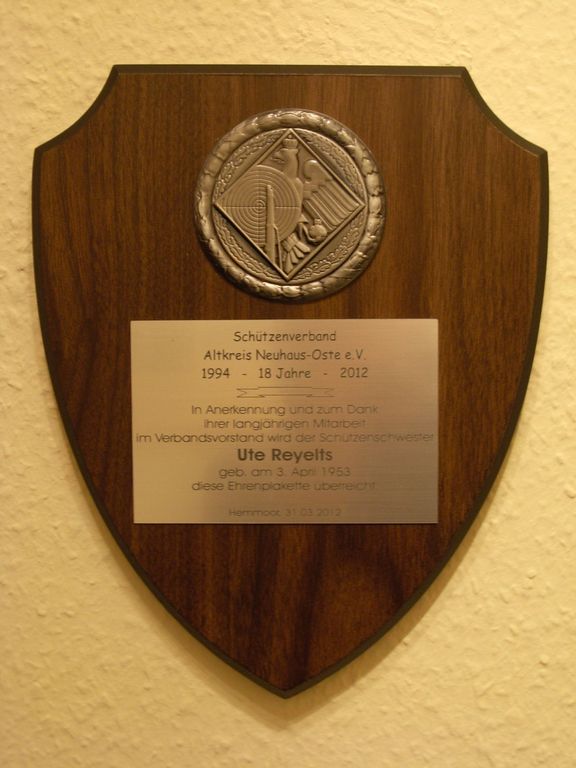 Schützenverband
Altkreis Neuhaus-Oste e.V.
1994 - 18 Jahre - 2012
In Anerkennung und zum Dank
ihrer langjährigen Mitarbeit
im Verbandsvorstand wird der Schützenschwester
Ute Reyelts
geb. am 3. April 1953
diese Ehrenplakette überreicht.
Hemmoor, 31.03.2012